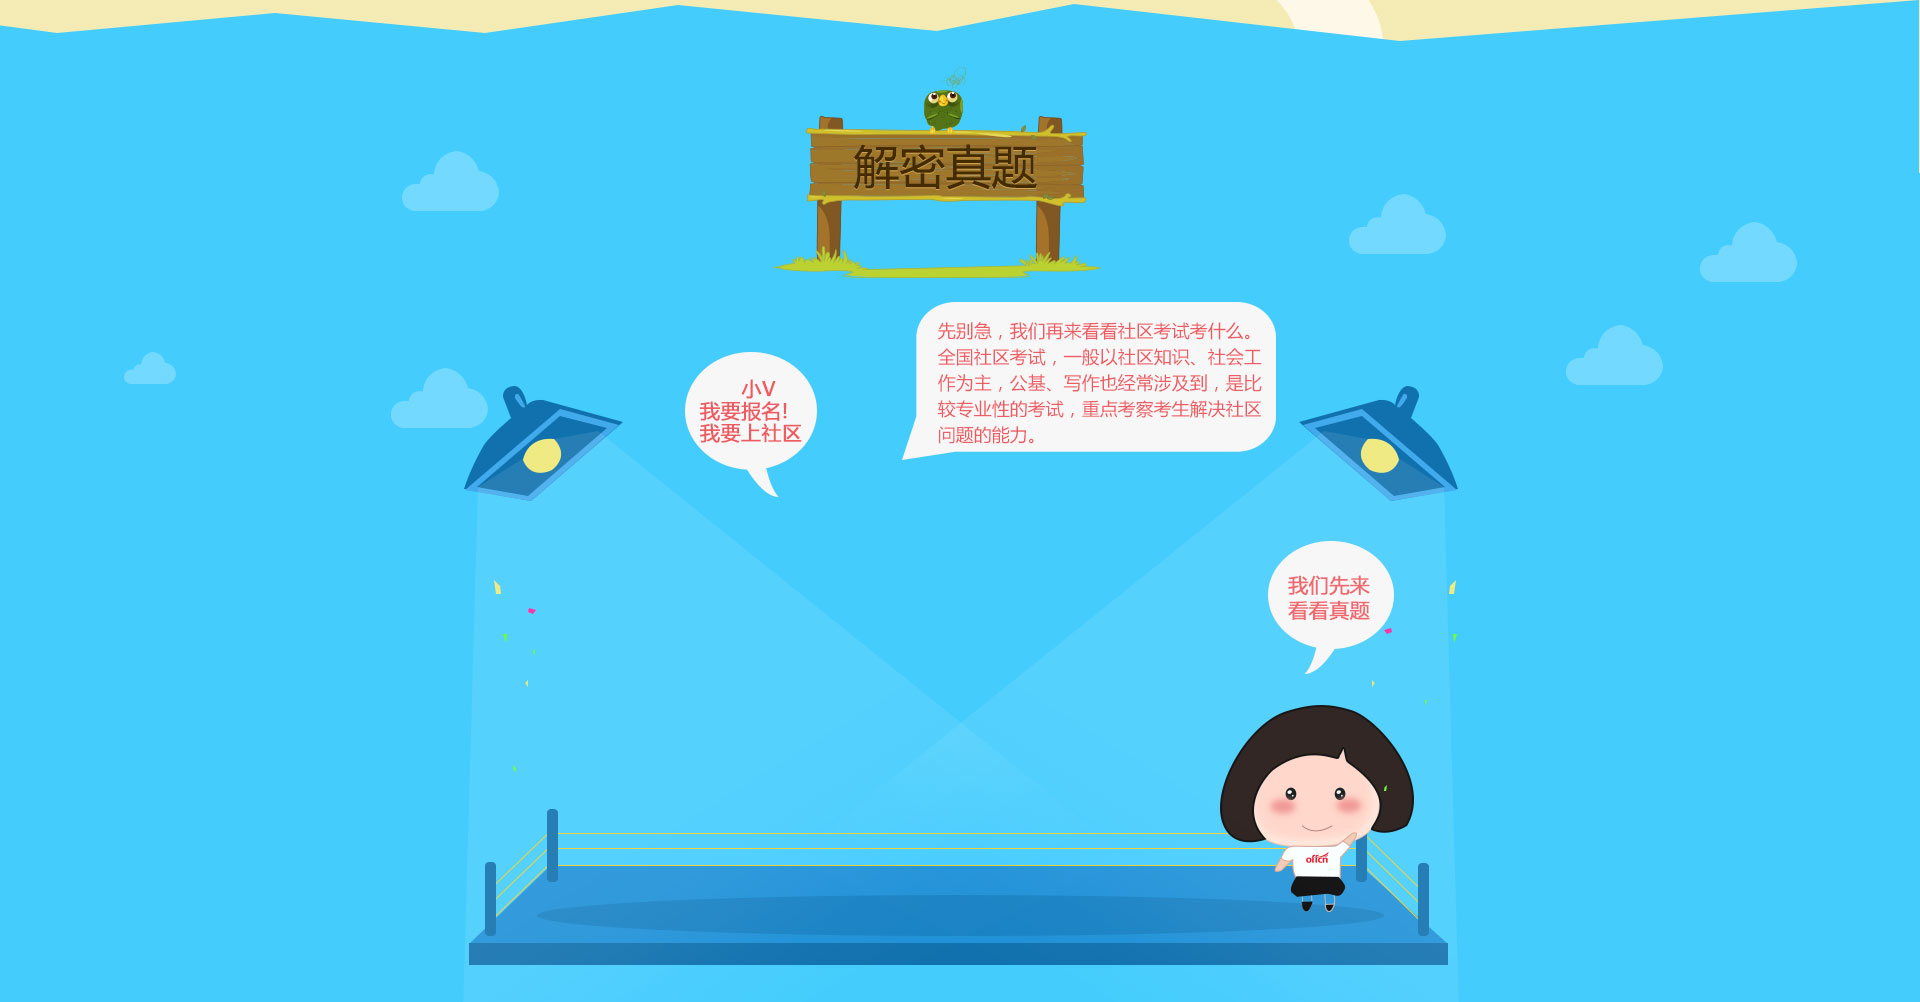 解密真题
先别急，我们再来看看社区考试考什么。
全国社区考试，一般以社区知识、社会工
作为主，公基、写作也经常涉及到，是比
较专业性的考试，重点考察考生解决社区
问题的能力。
小V
我要报名!
我要上社区
我们先来
看看真题
offcn